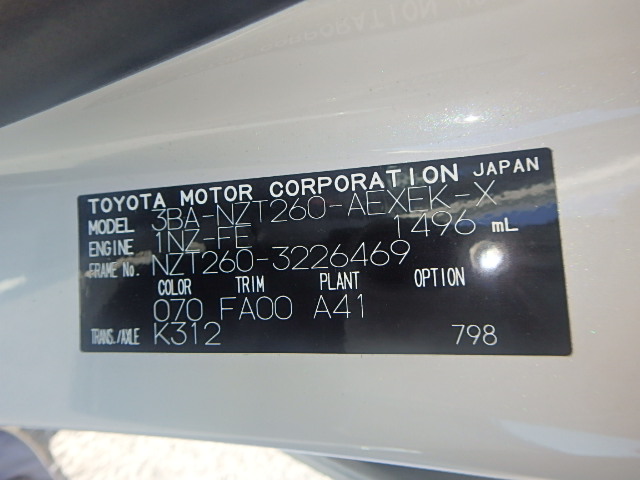 TOYOTA MOTOR CORPORATION JAPAN
MODEL 3BA-NZT260-AEXEK-X
ENGINE 1NZ-FE 1496 mL
FRAME No. NZT260-3226469
COLOR TRIM PLANT OPTION
070 FA00 A41
TRANS./AXLE K312 798